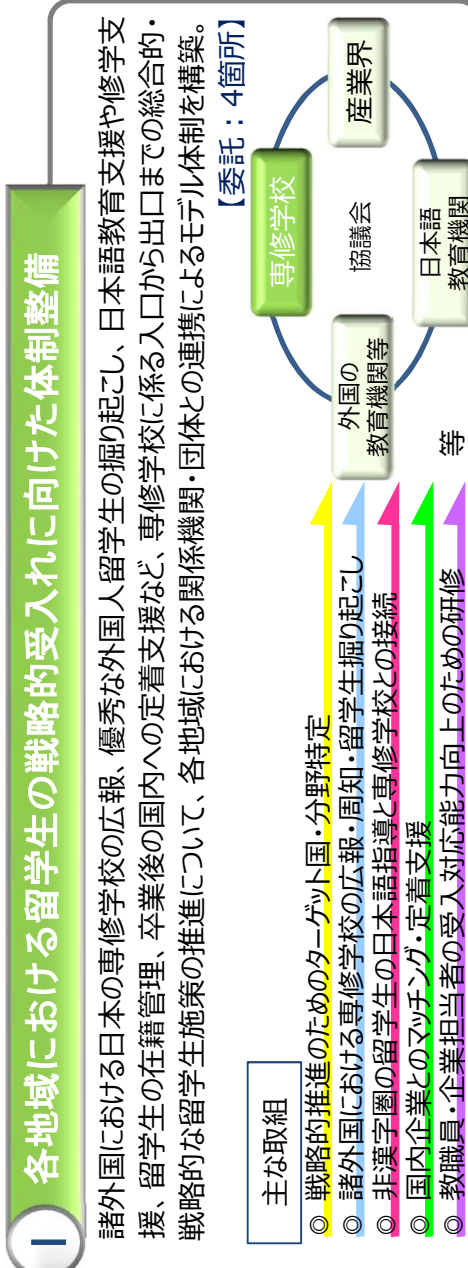 Ⅰ
各地域における留学生の戦略的受入れに向けた体制整備
諸外国における日本の専修学校の広報、優秀な外国人留学生の掘り起こし、日本語教育支援や修学支
援、留学生の在籍管理、卒業後の国内への定着支援など、専修学校に係る入口から出口までの総合的・
戦略的な留学生施策の推進について、各地域における関係機関・団体との連携によるモデル体制を構築。
【委託：4箇所】
主な取組
◎ 戦略的推進のためのターゲット国・分野特定
◎ 諸外国における専修学校の広報・周知・留学生掘り起こし
◎ 非漢字圏の留学生の日本語指導と専修学校との接続
◎ 国内企業とのマッチング・定着支援
◎ 教職員・企業担当者の受入対応能力向上のための研修
等
専修学校
外国の
教育機関等
協議会
産業界
日本語
教育機関